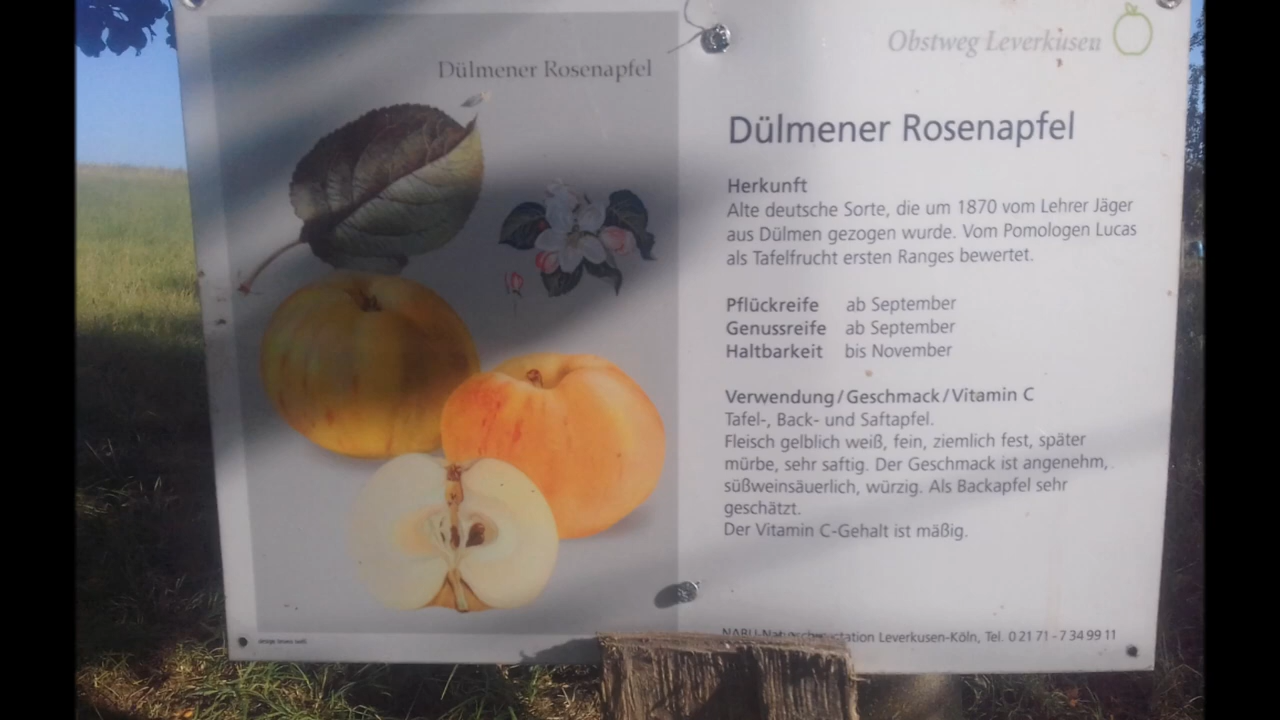 Dülmener Rosenapfel
Obstweg Leverkusen
Dülmener Rosenapfel
Herkunft
Alte deutsche Sorte, die um 1870 vom Lehrer Jäger
aus Dülmen gezogen wurde. Vom Pomologen Lucas
als Tafelfrucht ersten Ranges bewertet.
Pflückreife ab September
Genussreife ab September
Haltbarkeit bis November
Verwendung/Geschmack/Vitamin C
Tafel-, Back- und Saftapfel.
Fleisch gelblich weiß, fein, ziemlich fest, später
mürbe, sehr saftig. Der Geschmack ist angenehm,
süßweinsäuerlich, würzig. Als Backapfel sehr
geschätzt.
Der Vitamin C-Gehalt ist mäßig.
NABU-Naturschutzstation Leverkusen-Köln, Tel. 0 21 71 - 7 34 99 11